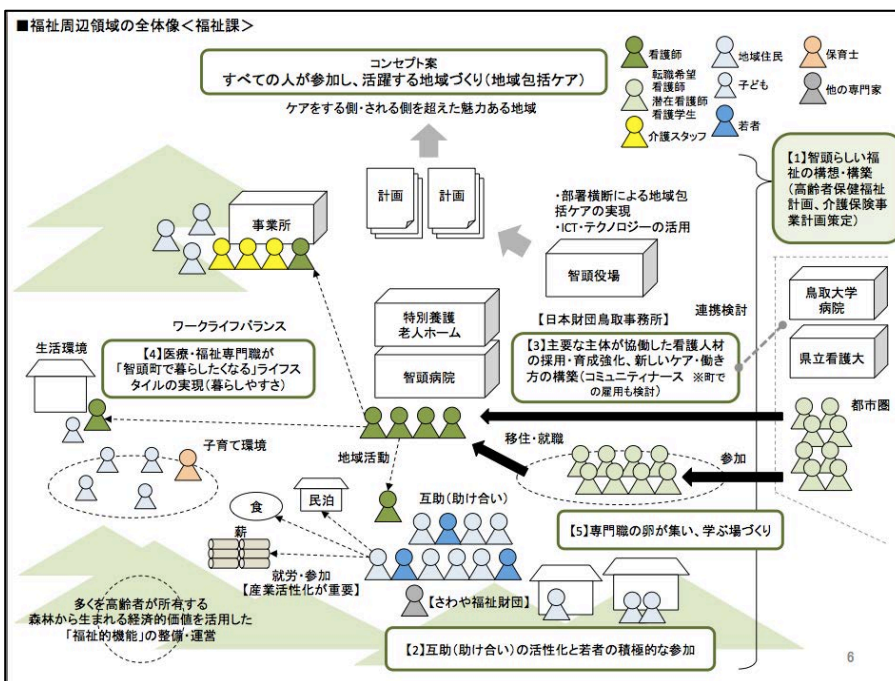 ■福祉周辺領域の全体像＜福祉課＞
コンセプト案
すべての人が参加し、活躍する地域づくり（地域包括ケア）
ケアをする側・される側を超えた魅力ある地域
看護師
転職希望
看護師
潜在看護師
看護学生
介護スタッフ
地域住民
子ども
若者
保育士
他の専門家
【1】智頭らしい福
祉の構想・構築
（高齢者保健福祉
計画、介護保険事
業計画策定）
計画
計画
・部署横断による地域包
括ケアの実現
・ICT・テクノロジーの活用
事業所
智頭役場
鳥取大学
病院
県立看護大
連携検討
特別養護
老人ホーム
智頭病院
【日本財団鳥取事務所】
【3】主要な主体が協働した看護人材
の採用・育成強化、新しいケア・働き
方の構築（コミュニティナース　※町で
の雇用も検討）
ワークライフバランス
生活環境
【4】医療・福祉専門職が
「智頭町で暮らしたくなる」ライフス
タイルの実現（暮らしやすさ）
都市圏
移住・就職
参加
子育て環境
地域活動
民泊
互助（助け合い）
食
薪
【5】専門職の卵が集い、学ぶ場づくり
就労・参加
【産業活性化が重要】
【さわや福祉財団】
多くを高齢者が所有する
森林から生まれる経済的価値を活用した
「福祉的機能」の整備・運営
【2】互助（助け合い）の活性化と若者の積極的な参加
6